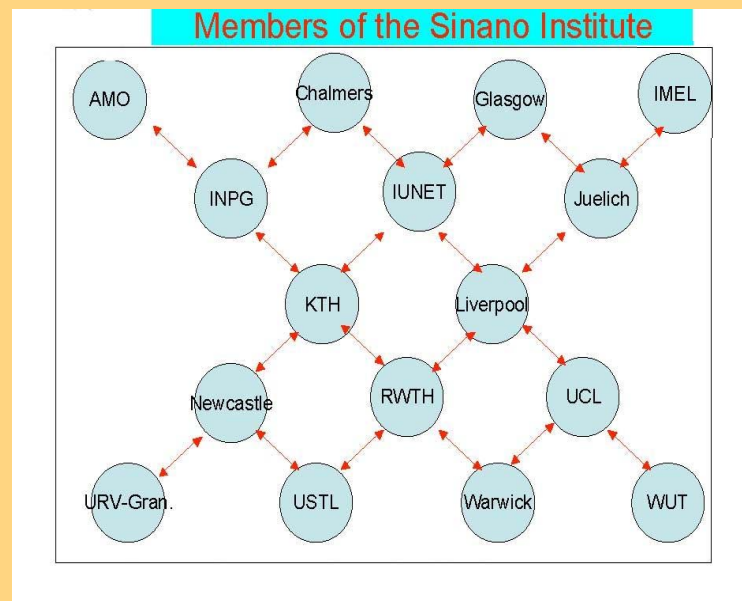 Members of the Sinano Institute
AMO
Chalmers
Glasgow
IMEL
INPG
IUNET
Juelich
KTH
Liverpool
Newcastle
RWTH
UCL
URV-Gran.
USTL
Warwick
WUT